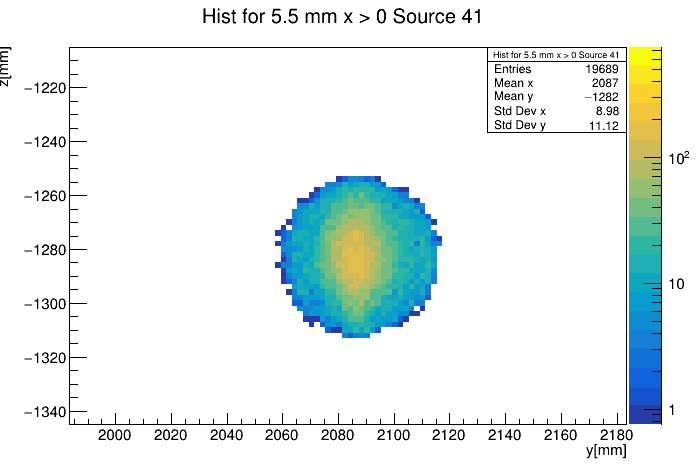 Hist for 5.5 mm x > 0 Source 41
z[mm]
Hist for 5.5 mm x > 0 Source 41
Entries 19689
Mean x 2087
Mean y −1282
Std Dev x 8.98
Std Dev y 11.12
−1220
−1240
−1260
−1280
−1300
−1320
−1340
10²
10
1
2000 2020 2040 2060 2080 2100 2120 2140 2160 2180
y[mm]